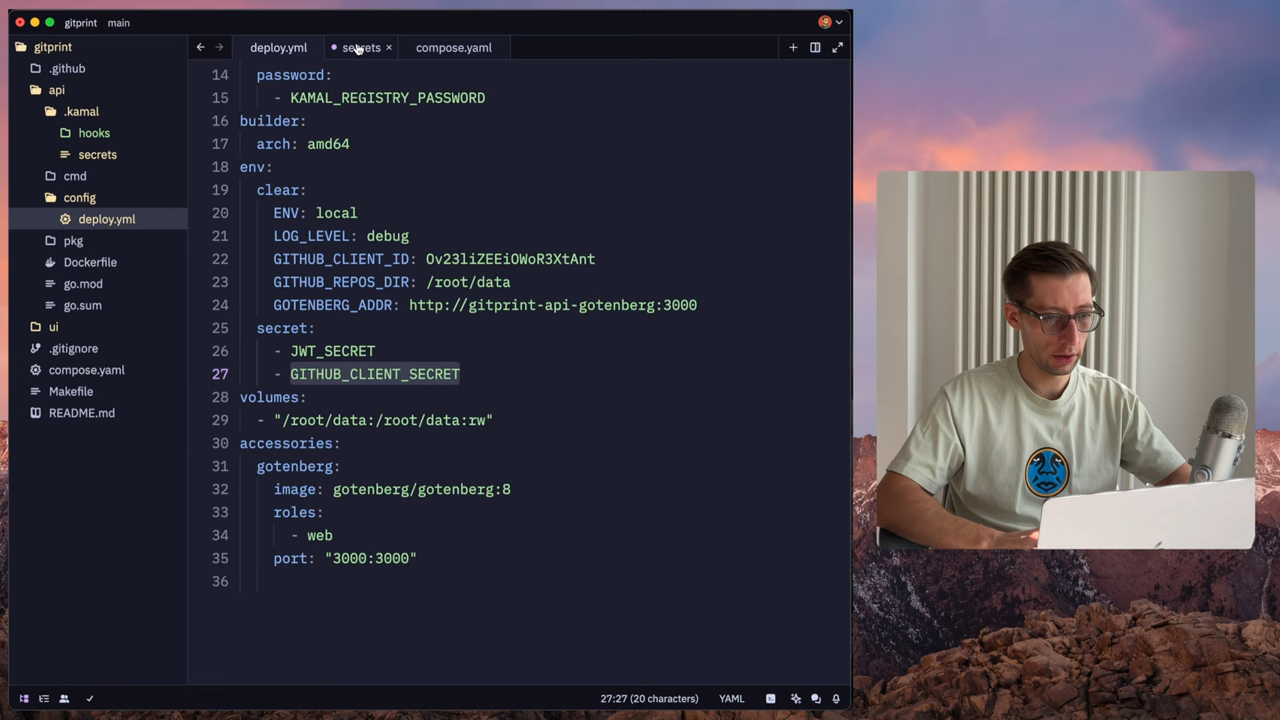 gitprint main
gitprint
.github
api
.kamal
hooks
secrets
cmd
config
deploy.yml
pkg
Dockerfile
go.mod
go.sum
ui
.gitignore
compose.yaml
Makefile
README.md
deploy.yml secrets compose.yaml
14 password:
15 - KAMAL_REGISTRY_PASSWORD
16 builder:
17 arch: amd64
18 env:
19 clear:
20 ENV: local
21 LOG_LEVEL: debug
22 GITHUB_CLIENT_ID: Ov23liZEEiOWoR3XtAnt
23 GITHUB_REPOS_DIR: /root/data
24 GOTENBERG_ADDR: http://gitprint-api-gotenberg:3000
25 secret:
26 - JWT_SECRET
27 - GITHUB_CLIENT_SECRET
28 volumes:
29 - "/root/data:/root/data:rw"
30 accessories:
31 gotenberg:
32 image: gotenberg/gotenberg:8
33 roles:
34 - web
35 port: "3000:3000"
36
27:27 (20 characters) YAML